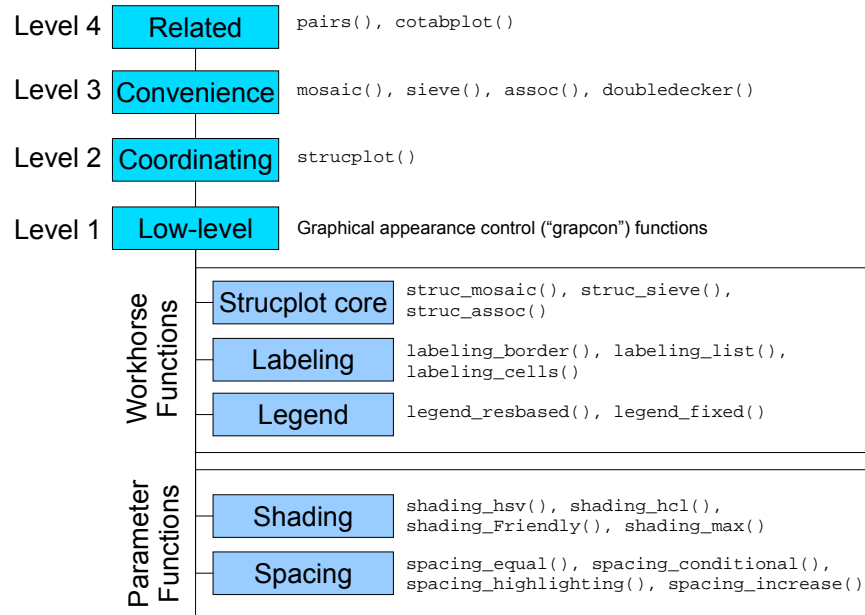 Level 4 Related pairs(), cotabplot()
Level 3 Convenience mosaic(), sieve(), assoc(), doubledecker()
Level 2 Coordinating strucplot()
Level 1 Low-level Graphical appearance control (“grapcon”) functions
Workhorse
Functions
Strucplot core struc_mosaic(), struc_sieve(),
struc_assoc()
Labeling labeling_border(), labeling_list(),
labeling_cells()
Legend legend_resbased(), legend_fixed()
Parameter
Functions
Shading shading_hsv(), shading_hcl(),
shading_Friendly(), shading_max()
Spacing spacing_equal(), spacing_conditional(),
spacing_highlighting(), spacing_increase()